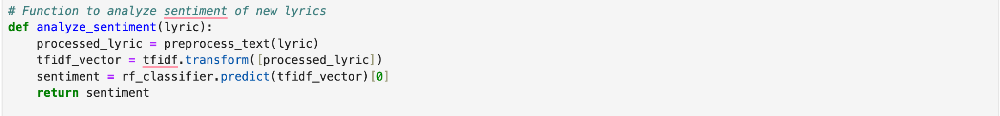 # Function to analyze sentiment of new lyrics
def analyze_sentiment(lyric):
    processed_lyric = preprocess_text(lyric)
    tfidf_vector = tfidf.transform([processed_lyric])
    sentiment = rf_classifier.predict(tfidf_vector)[0]
    return sentiment